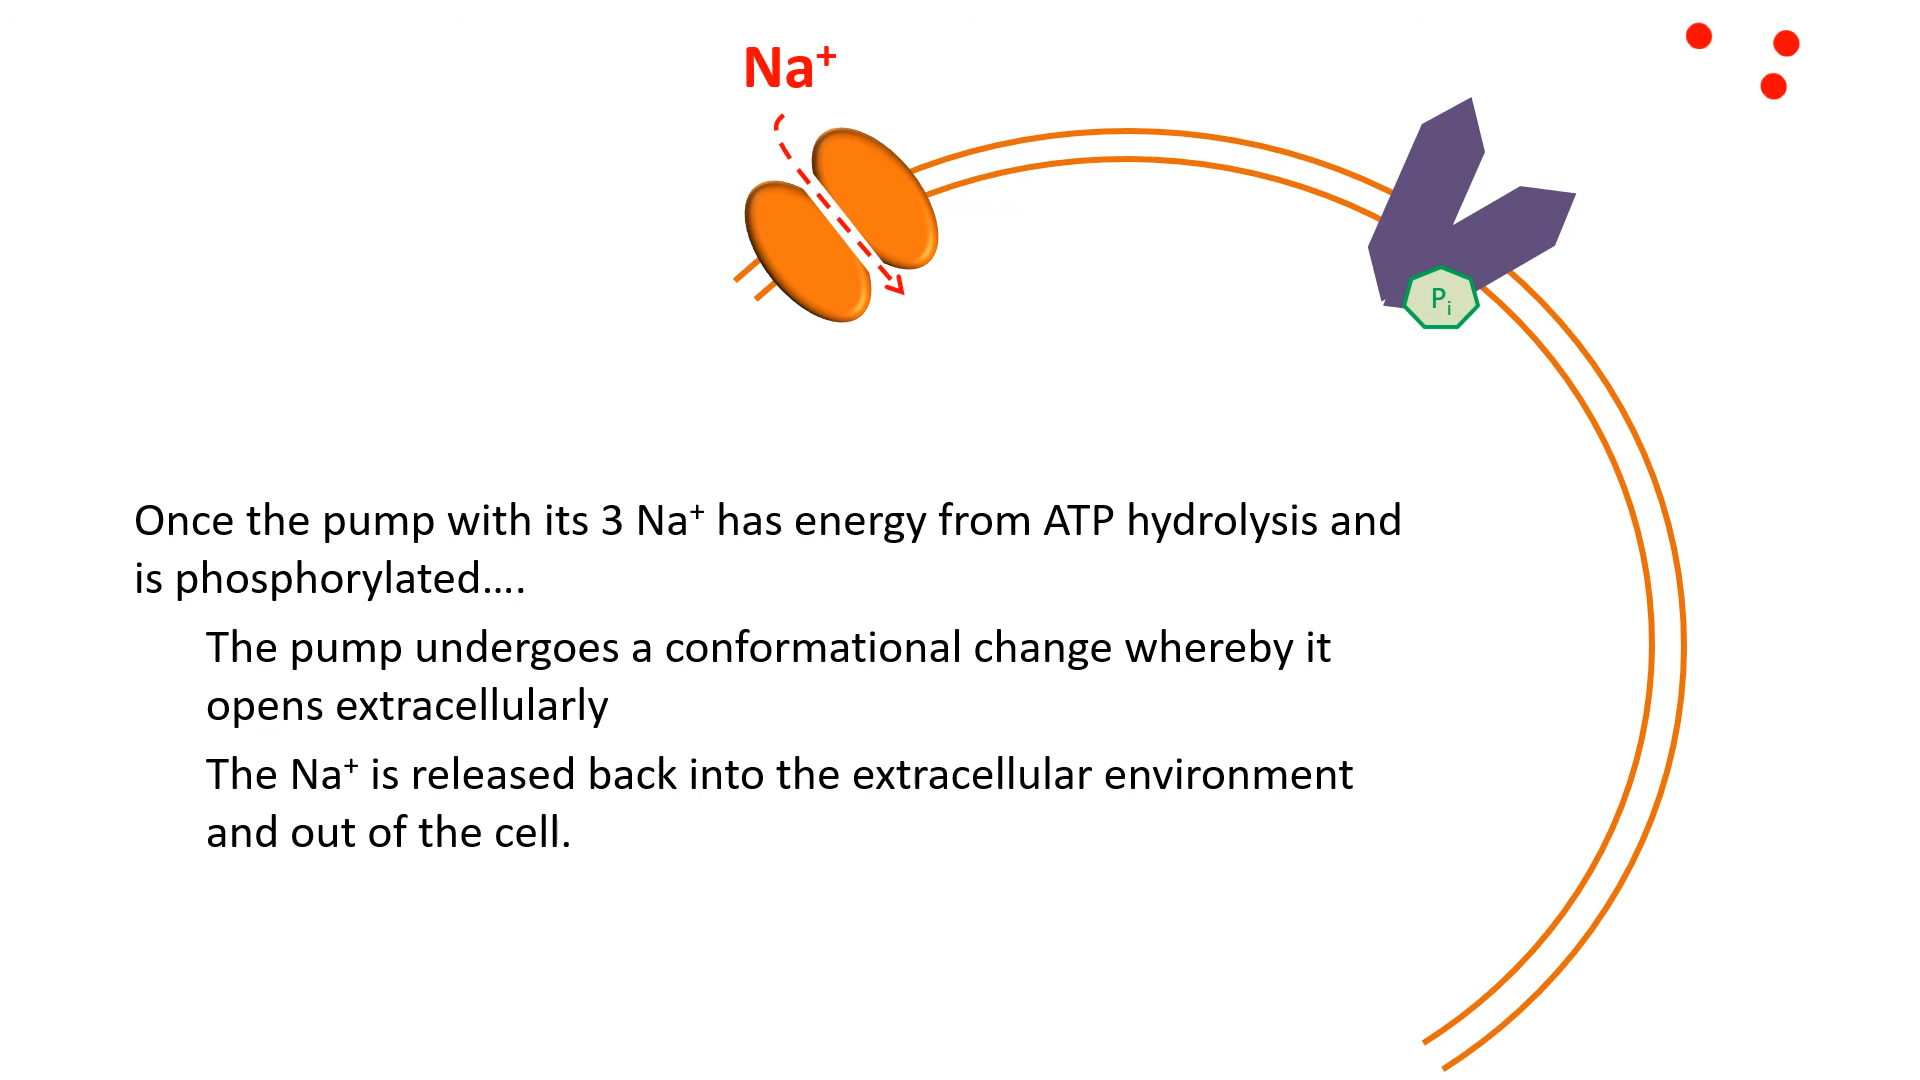 Na⁺
P i
Once the pump with its 3 Na⁺ has energy from ATP hydrolysis and
is phosphorylated....
The pump undergoes a conformational change whereby it
opens extracellularly
The Na⁺ is released back into the extracellular environment
and out of the cell.